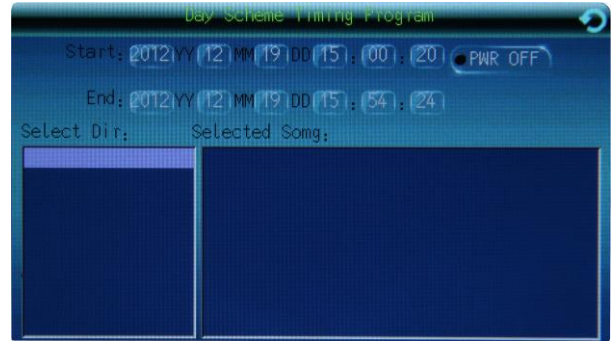 Day Scheme Timing Program
Start: 2012 YY 12 MM 19 DD 15 : 00 : 20 PWR OFF
End: 2012 YY 12 MM 19 DD 15 : 54 : 24
Select Dir: Selected Somg: